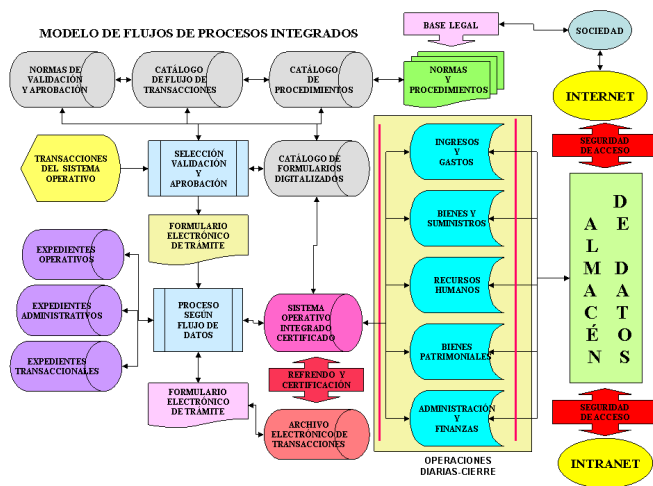 MODELO DE FLUJOS DE PROCESOS INTEGRADOS
BASE LEGAL
SOCIEDAD
NORMAS DE
VALIDACIÓN
Y APROBACIÓN
CATÁLOGO
DE FLUJO DE
TRANSACCIONES
CATÁLOGO
DE
PROCEDIMIENTOS
NORMAS
Y
PROCEDIMIENTOS
INTERNET
SEGURIDAD
DE ACCESO
TRANSACCIONES
DEL SISTEMA
OPERATIVO
SELECCIÓN
VALIDACIÓN
Y
APROBACIÓN
CATÁLOGO DE
FORMULARIOS
DIGITALIZADOS
INGRESOS
Y
GASTOS
FORMULARIO
ELECTRÓNICO
DE TRÁMITE
BIENES Y
SUMINISTROS
ALMACÉN
DE DATOS
EXPEDIENTES
OPERATIVOS
EXPEDIENTES
ADMINISTRATIVOS
EXPEDIENTES
TRANSACCIONALES
PROCESO
SEGÚN
FLUJO DE
DATOS
SISTEMA
OPERATIVO
INTEGRADO
CERTIFICADO
RECURSOS
HUMANOS
BIENES
PATRIMONIALES
REFRENDO Y
CERTIFICACIÓN
FORMULARIO
ELECTRÓNICO
DE TRÁMITE
ARCHIVO
ELECTRÓNICO DE
TRANSACCIONES
ADMINISTRACIÓN
Y
FINANZAS
SEGURIDAD
DE ACCESO
OPERACIONES
DIARIAS-CIERRE
INTRANET